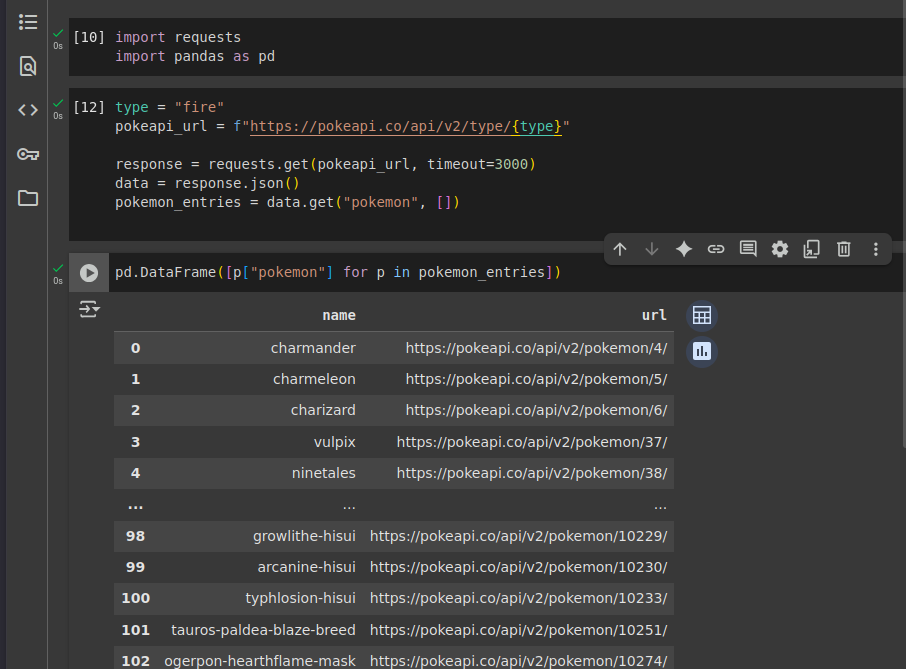 [10] import requests
import pandas as pd
0s
[12] type = "fire"
pokeapi_url = f"https://pokeapi.co/api/v2/type/{type}"
0s
response = requests.get(pokeapi_url, timeout=3000)
data = response.json()
pokemon_entries = data.get("pokemon", [])
pd.DataFrame([p["pokemon"] for p in pokemon_entries])
0s
name url
0 charmander https://pokeapi.co/api/v2/pokemon/4/
1 charmeleon https://pokeapi.co/api/v2/pokemon/5/
2 charizard https://pokeapi.co/api/v2/pokemon/6/
3 vulpix https://pokeapi.co/api/v2/pokemon/37/
4 ninetales https://pokeapi.co/api/v2/pokemon/38/
... ... ...
98 growlithe-hisui https://pokeapi.co/api/v2/pokemon/10229/
99 arcanine-hisui https://pokeapi.co/api/v2/pokemon/10230/
100 typhlosion-hisui https://pokeapi.co/api/v2/pokemon/10233/
101 tauros-paldea-blaze-breed https://pokeapi.co/api/v2/pokemon/10251/
102 ogerpon-hearthflame-mask https://pokeapi.co/api/v2/pokemon/10274/